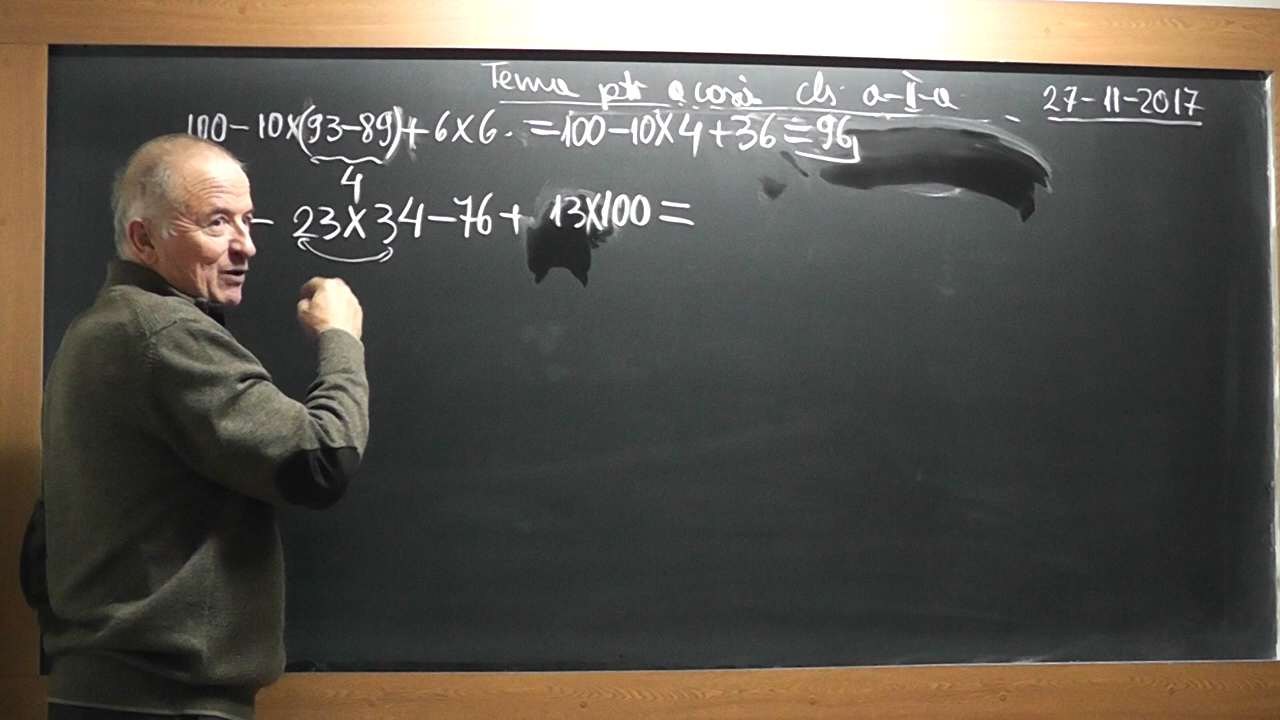 Tema ptr acasă cls a-II-a 27-11-2017
100-10×(93-89)+6×6.=100-10×4+36=96
4
- 23×34-76+ 13×100=